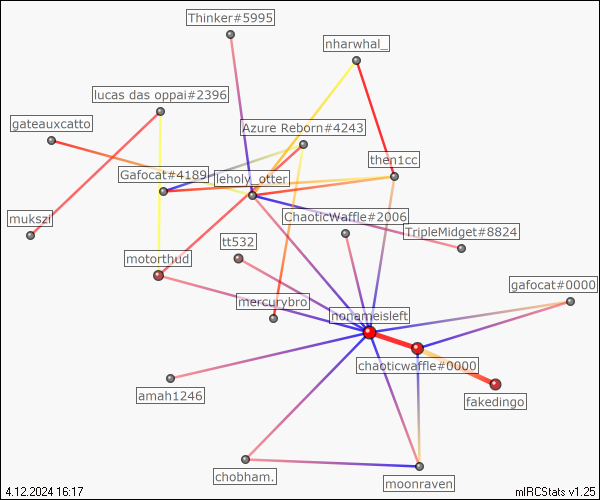 Thinker#5995
nharwhal_
lucas das oppai#2396
gateauxcatto
Azure Reborn#4243
then1cc
Gafocat#4189
leholy_otter
mukszi
ChaoticWaffle#2006
TripleMidget#8824
tt532
motorthud
gafocat#0000
mercurybro
nonameisleft
chaoticwaffle#0000
amah1246
fakedingo
chobham.
moonraven
4.12.2024 16:17
mIRCStats v1.25